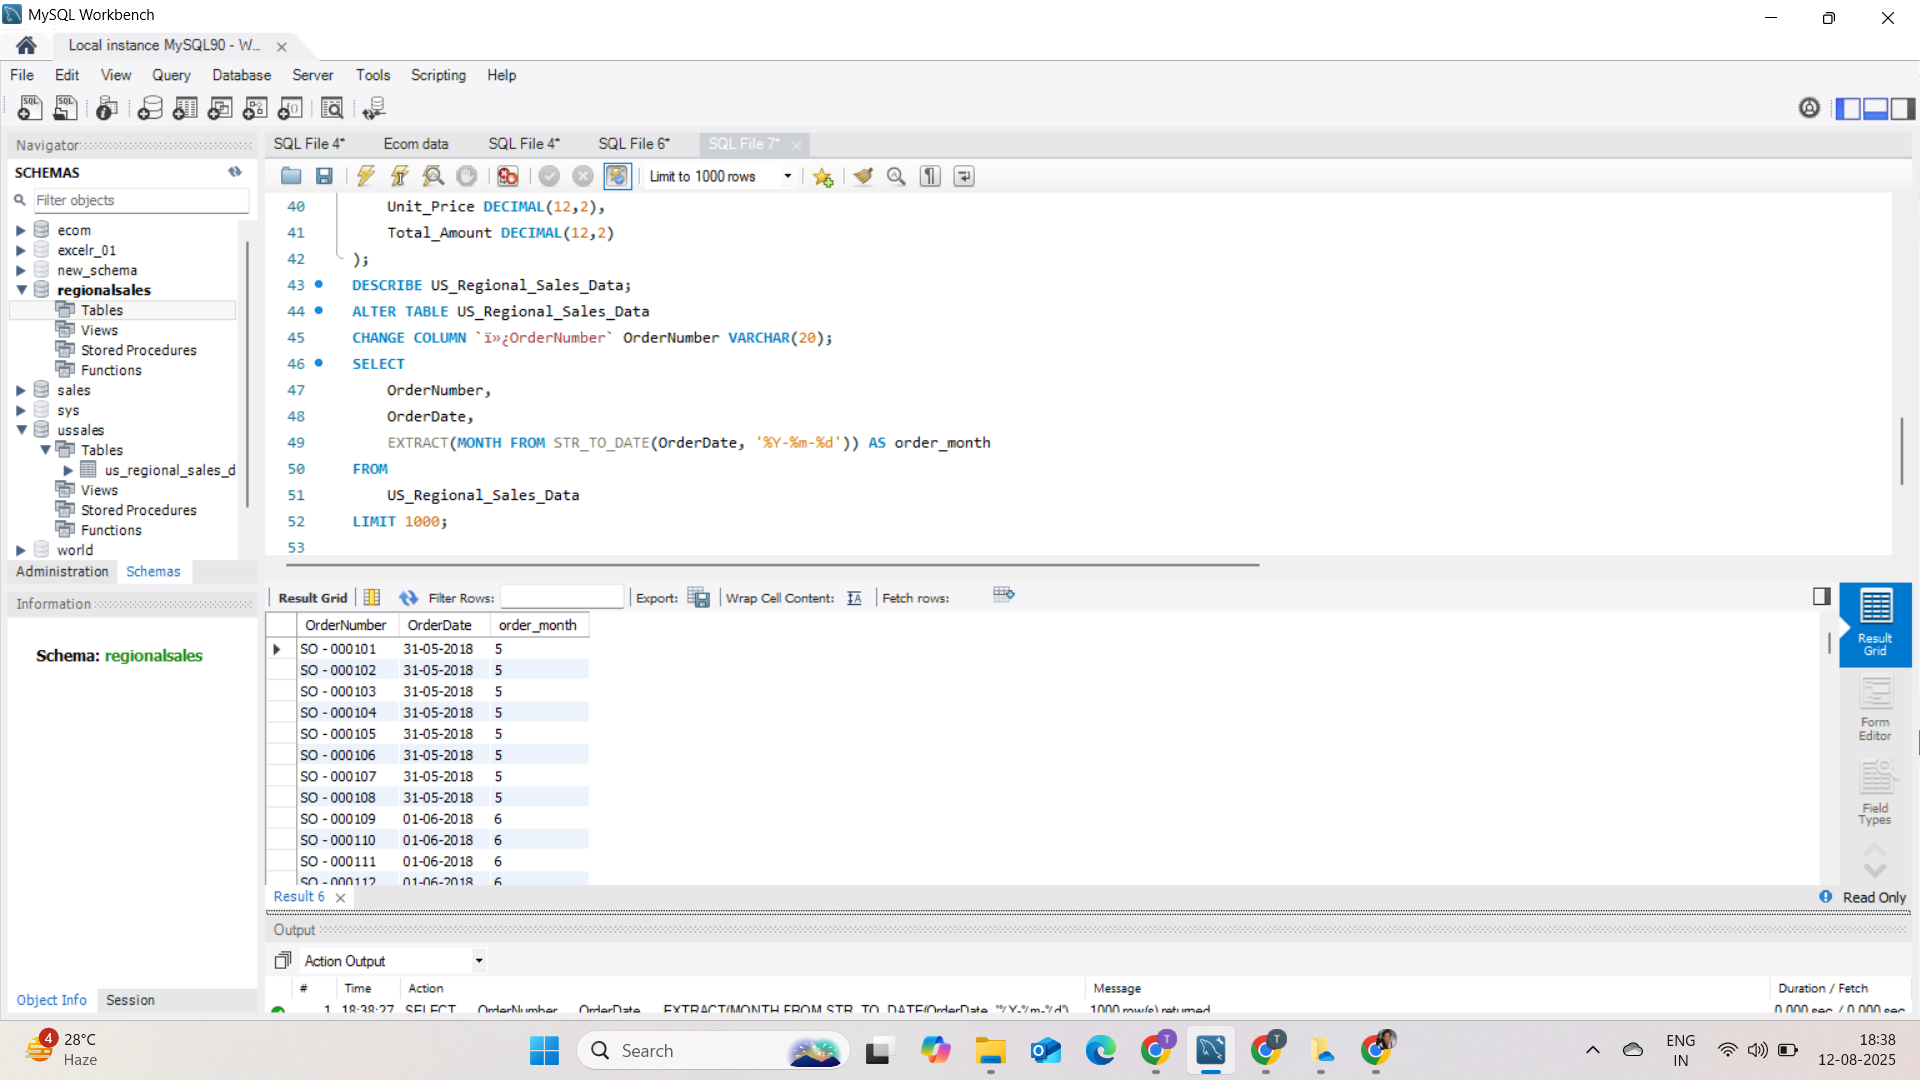 MySQL Workbench
Local instance MySQL90 - W...
File Edit View Query Database Server Tools Scripting Help
Navigator
SCHEMAS
Filter objects
ecom
excelr_01
new_schema
regionalsales
Tables
Views
Stored Procedures
Functions
sales
sys
ussales
Tables
us_regional_sales_d
Views
Stored Procedures
Functions
world
Administration Schemas
Information
Schema: regionalsales
Object Info Session
SQL File 4* Ecom data SQL File 4* SQL File 6* SQL File 7*
Limit to 1000 rows
40 Unit_Price DECIMAL(12,2),
41 Total_Amount DECIMAL(12,2)
42 );
43 DESCRIBE US_Regional_Sales_Data;
44 ALTER TABLE US_Regional_Sales_Data
45 CHANGE COLUMN `ï»¿OrderNumber` OrderNumber VARCHAR(20);
46 SELECT
47 OrderNumber,
48 OrderDate,
49 EXTRACT(MONTH FROM STR_TO_DATE(OrderDate, '%Y-%m-%d')) AS order_month
50 FROM
51 US_Regional_Sales_Data
52 LIMIT 1000;
53
Result Grid Filter Rows: Export: Wrap Cell Content: Fetch rows:
OrderNumber OrderDate order_month
SO - 000101 31-05-2018 5
SO - 000102 31-05-2018 5
SO - 000103 31-05-2018 5
SO - 000104 31-05-2018 5
SO - 000105 31-05-2018 5
SO - 000106 31-05-2018 5
SO - 000107 31-05-2018 5
SO - 000108 31-05-2018 5
SO - 000109 01-06-2018 6
SO - 000110 01-06-2018 6
SO - 000111 01-06-2018 6
SO - 000112 01-06-2018 6
Result Grid
Form Editor
Field Types
Result 6
Read Only
Output
Action Output
# Time Action Message Duration / Fetch
1 18:38:27 SELECT OrderNumber, OrderDate, EXTRACT(MONTH FROM STR_TO_DATE(OrderDate, '%Y-%m-%d') 1000 row(s) returned 0.000 sec / 0.000 sec
4
28°C
Haze
Search
T
T
ENG
IN
18:38
12-08-2025